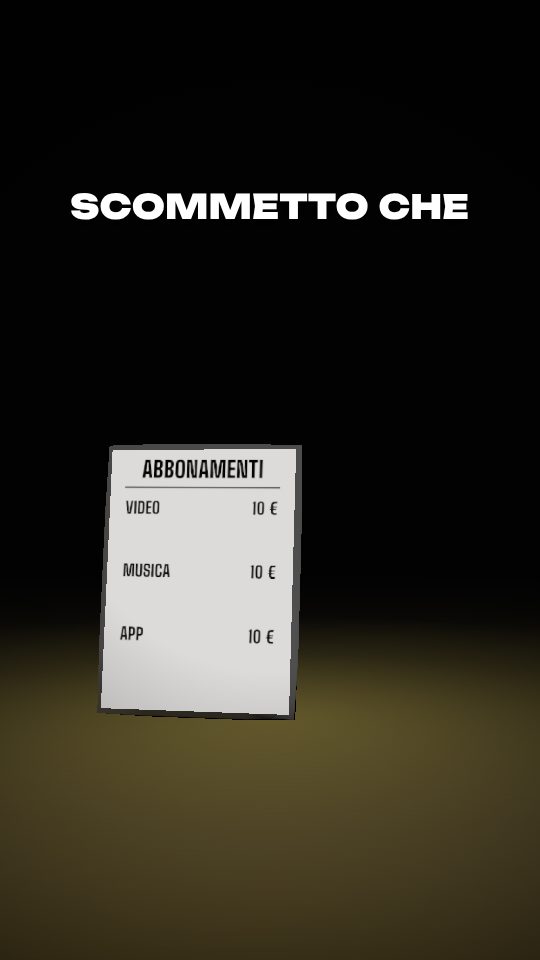 SCOMMETTO CHE
ABBONAMENTI
VIDEO 10 €
MUSICA 10 €
APP 10 €